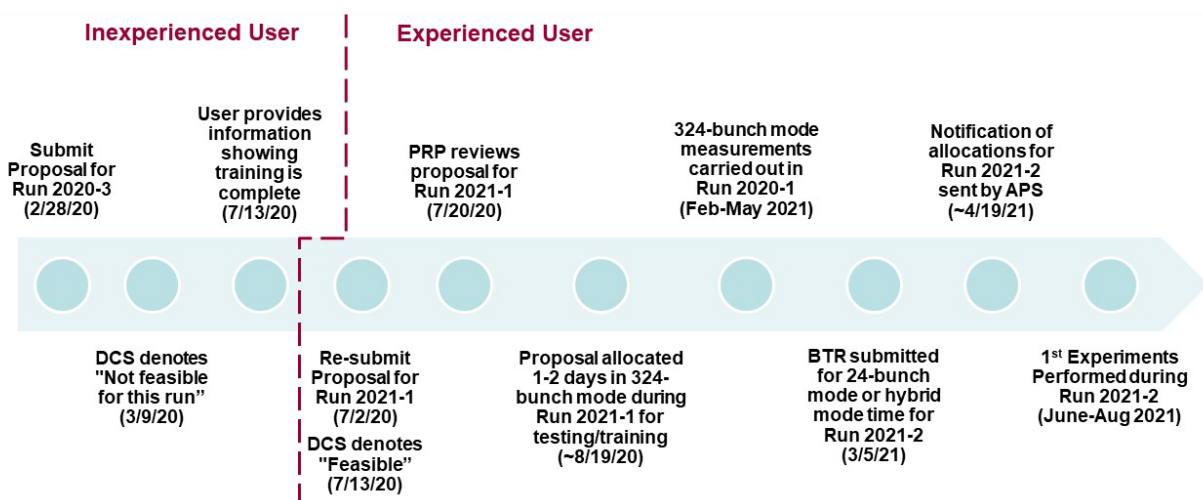 Inexperienced User
Experienced User
Submit
Proposal for
Run 2020-3
(2/28/20)
DCS denotes
"Not feasible
for this run”
(3/9/20)
User provides
information
showing
training is
complete
(7/13/20)
Re-submit
Proposal for
Run 2021-1
(7/2/20)
DCS denotes
"Feasible”
(7/13/20)
PRP reviews
proposal for
Run 2021-1
(7/20/20)
Proposal allocated
1-2 days in 324-
bunch mode during
Run 2021-1 for
testing/training
(~8/19/20)
324-bunch mode
measurements
carried out in
Run 2020-1
(Feb-May 2021)
BTR submitted
for 24-bunch
mode or hybrid
mode time for
Run 2021-2
(3/5/21)
Notification of
allocations for
Run 2021-2
sent by APS
(~4/19/21)
1st Experiments
Performed during
Run 2021-2
(June-Aug 2021)